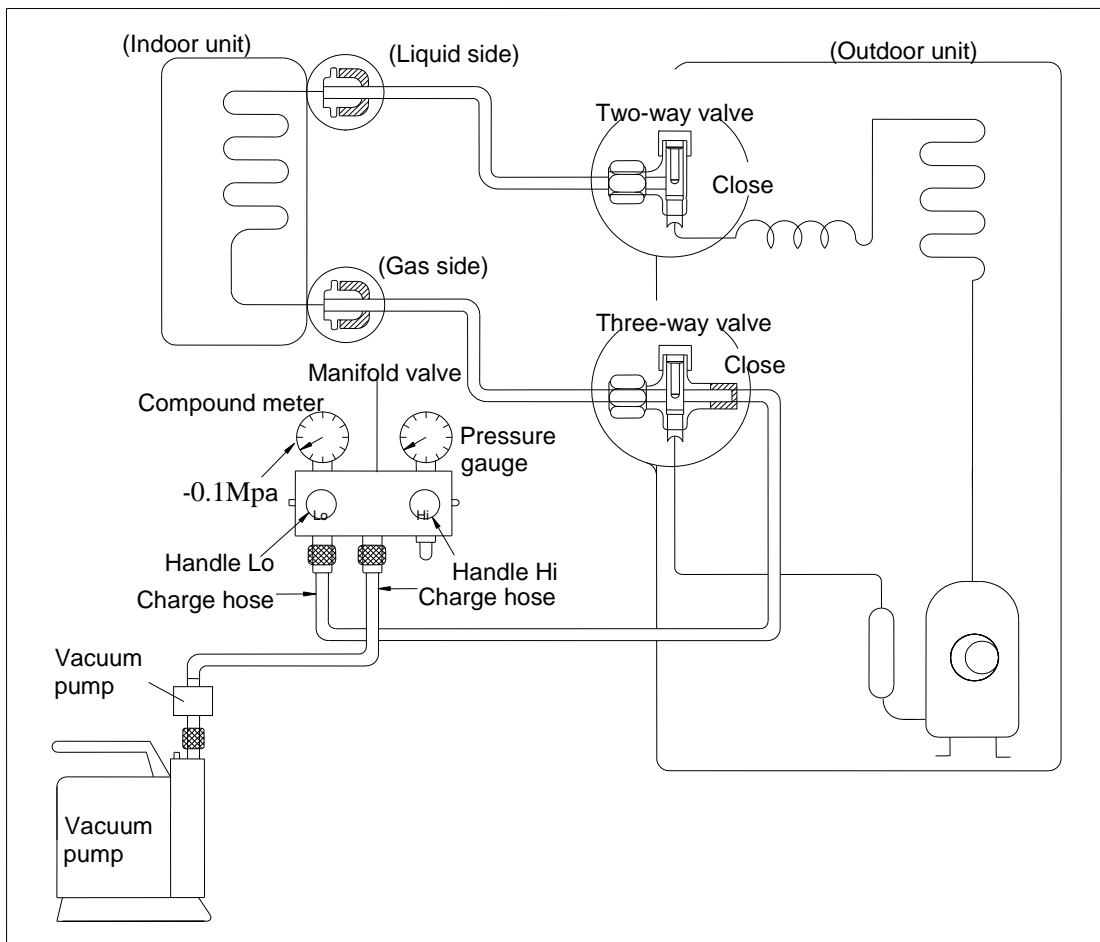 (Indoor unit)
(Liquid side)
(Outdoor unit)
Two-way valve
Close
(Gas side)
Three-way valve
Close
Manifold valve
Compound meter
Pressure
gauge
-0.1Mpa
Lo
Hi
Handle Lo
Handle Hi
Charge hose
Charge hose
Vacuum
pump
Vacuum
pump